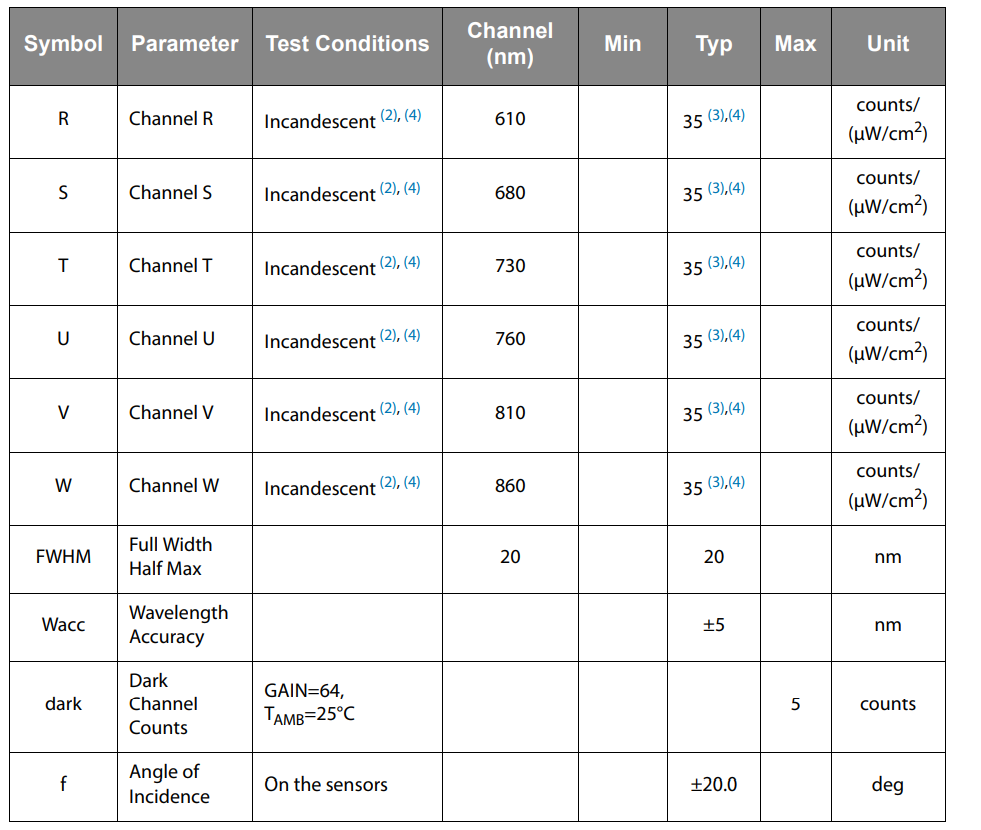 Symbol Parameter Test Conditions Channel (nm) Min Typ Max Unit
R Channel R Incandescent (2), (4) 610 35 (3),(4) counts/ (μW/cm2)
S Channel S Incandescent (2), (4) 680 35 (3),(4) counts/ (μW/cm2)
T Channel T Incandescent (2), (4) 730 35 (3),(4) counts/ (μW/cm2)
U Channel U Incandescent (2), (4) 760 35 (3),(4) counts/ (μW/cm2)
V Channel V Incandescent (2), (4) 810 35 (3),(4) counts/ (μW/cm2)
W Channel W Incandescent (2), (4) 860 35 (3),(4) counts/ (μW/cm2)
FWHM Full Width Half Max 20 20 nm
Wacc Wavelength Accuracy ±5 nm
dark Dark Channel Counts GAIN=64, TAMB=25°C 5 counts
f Angle of Incidence On the sensors ±20.0 deg